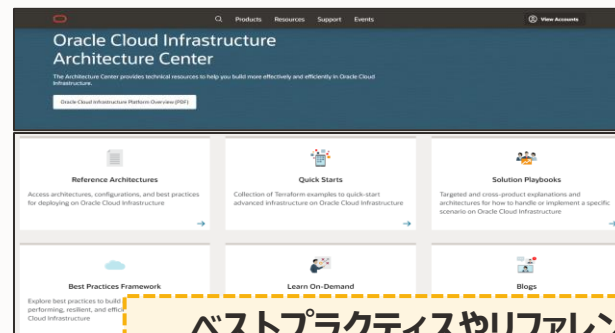 Products Resources Support Events View Accounts
Oracle Cloud Infrastructure
Architecture Center
The Architecture Center provides technical resources to help you build more effectively and efficiently in Oracle Cloud
Infrastructure.
Oracle Cloud Infrastructure Platform Overview (PDF)
Reference Architectures
Access architectures, configurations, and best practices
for deploying on Oracle Cloud Infrastructure
Quick Starts
Collection of Terraform examples to quick-start
advanced infrastructure on Oracle Cloud Infrastructure
Solution Playbooks
Targeted and cross-product explanations and
architectures for how to handle or implement a specific
scenario on Oracle Cloud Infrastructure
Best Practices Framework
Explore best practices to build
performing, resilient, and
Cloud Infrastructure
Learn On-Demand
Blogs
ベストプラクティスやリファレン